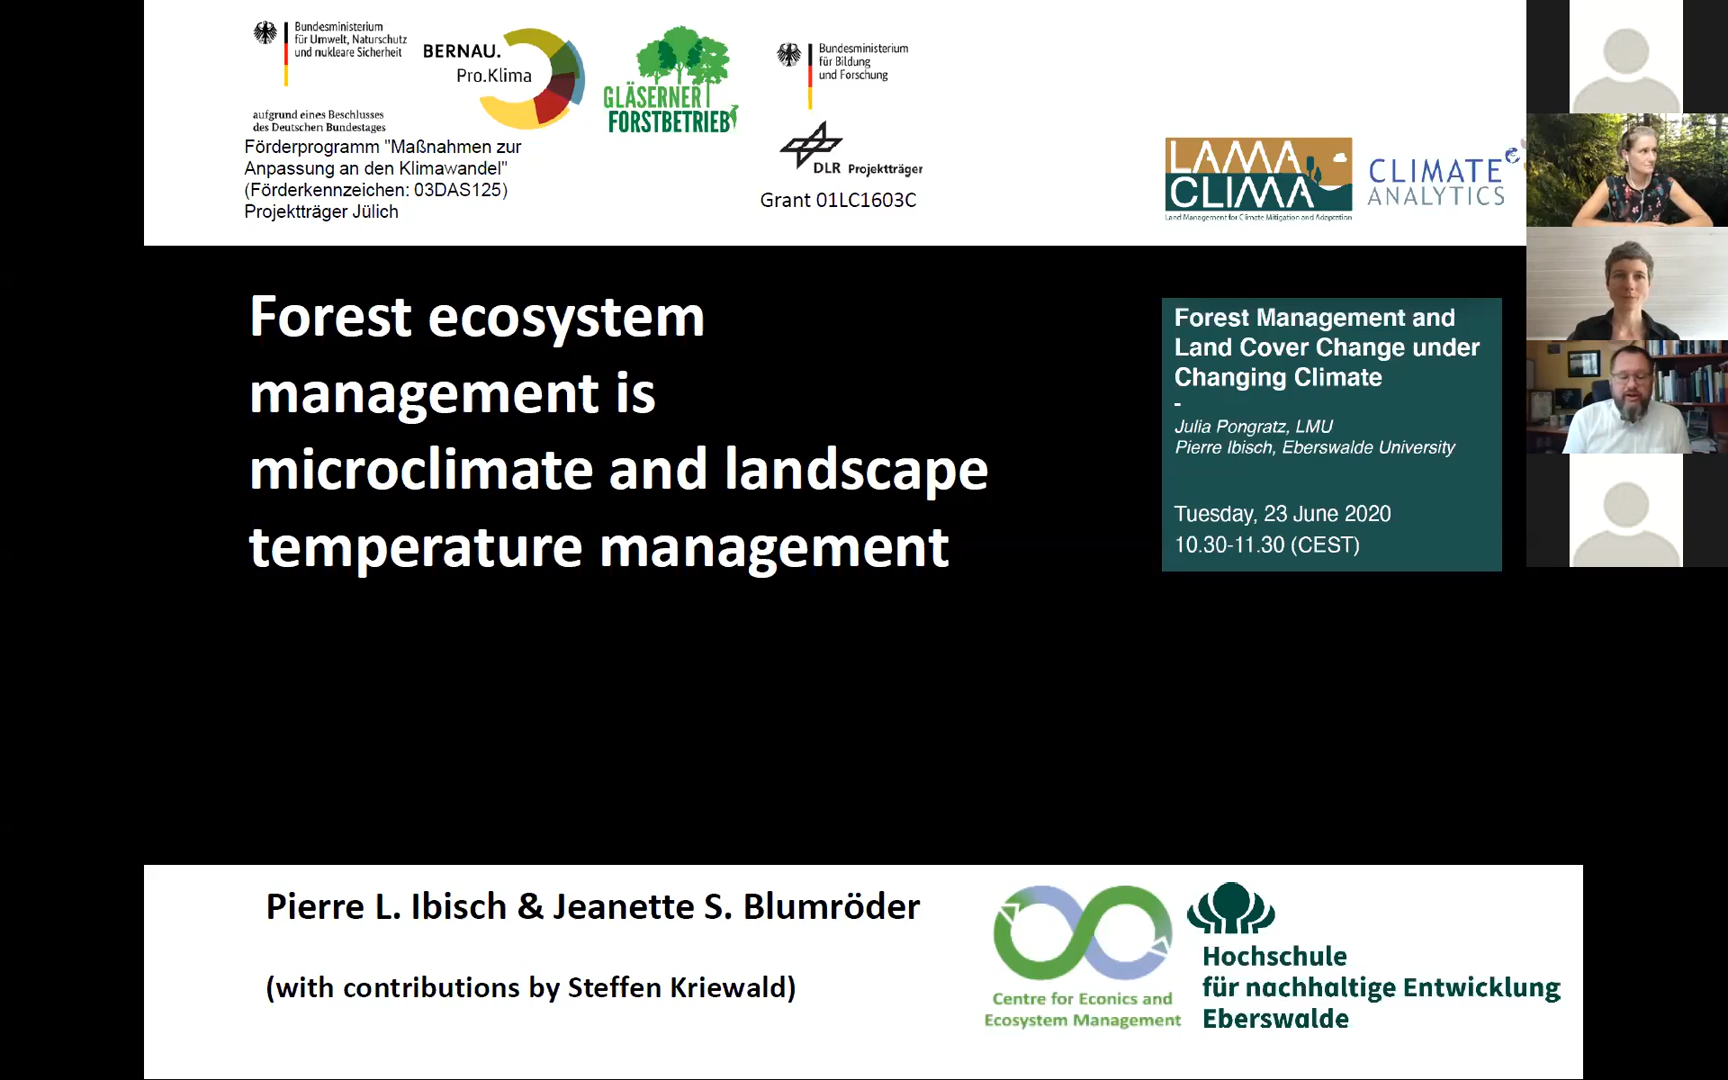 Bundesministerium
für Umwelt, Naturschutz
und nukleare Sicherheit
aufgrund eines Beschlusses
des Deutschen Bundestages
Förderprogramm "Maßnahmen zur
Anpassung an den Klimawandel"
(Förderkennzeichen: 03DAS125)
Projektträger Jülich
BERNAU.
Pro.Klima
GLÄSERNER
FORSTBETRIEB
Bundesministerium
für Bildung
und Forschung
DLR Projektträger
Grant 01LC1603C
LAMA
CLIMA
Land Management for Climate Mitigation and Adaptation
CLIMATE
ANALYTICS
Forest ecosystem
management is
microclimate and landscape
temperature management
Forest Management and
Land Cover Change under
Changing Climate
-
Julia Pongratz, LMU
Pierre Ibisch, Eberswalde University
Tuesday, 23 June 2020
10.30-11.30 (CEST)
Pierre L. Ibisch & Jeanette S. Blumröder
(with contributions by Steffen Kriewald)
Centre for Econics and
Ecosystem Management
Hochschule
für nachhaltige Entwicklung
Eberswalde